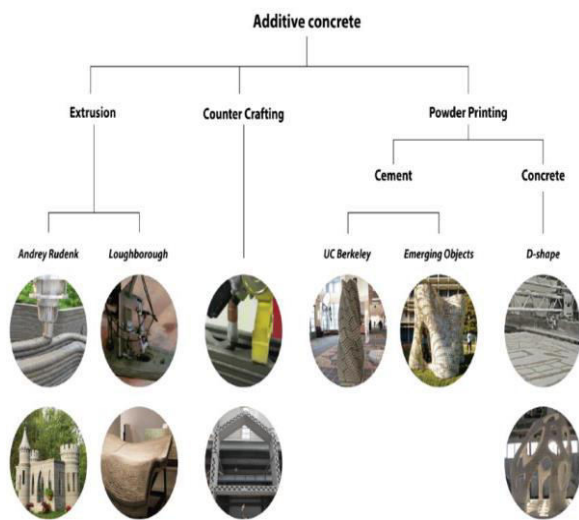 Additive concrete
Extrusion
Counter Crafting
Powder Printing
Cement
Concrete
Andrey Rudenk
Loughborough
UC Berkeley
Emerging Objects
D-shape